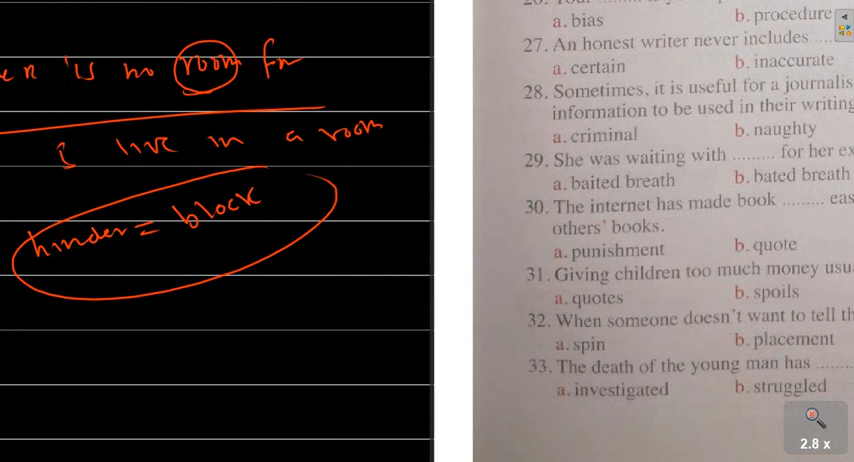 is no room for
i live in a room
hinder = block
a. bias b. procedure
27. An honest writer never includes ....
a. certain b. inaccurate
28. Sometimes, it is useful for a journalis
information to be used in their writing
a. criminal b. naughty
29. She was waiting with ......... for her ex
a. baited breath b. bated breath
30. The internet has made book ......... eas
others' books.
a. punishment b. quote
31. Giving children too much money usu
a. quotes b. spoils
32. When someone doesn't want to tell th
a. spin b. placement
33. The death of the young man has .......
a. investigated b. struggled
2.8 x